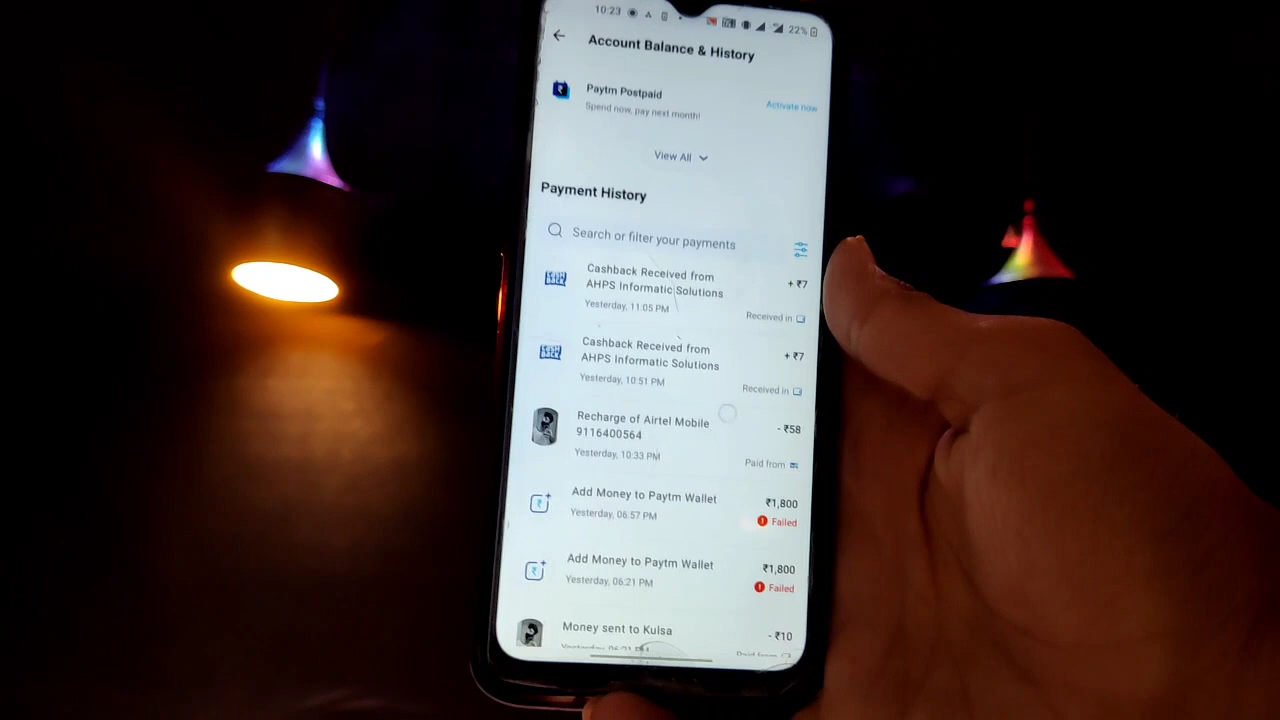 10:23 22%
Account Balance & History
Paytm Postpaid
Spend now, pay next month!
Activate now
View All
Payment History
Search or filter your payments
Cashback Received from
AHPS Informatic Solutions
+ ₹7
Yesterday, 11:05 PM
Received in
Cashback Received from
AHPS Informatic Solutions
+ ₹7
Yesterday, 10:51 PM
Received in
Recharge of Airtel Mobile
9116400564
- ₹58
Yesterday, 10:33 PM
Paid from
Add Money to Paytm Wallet
₹1,800
Yesterday, 06:57 PM
Failed
Add Money to Paytm Wallet
₹1,800
Yesterday, 06:21 PM
Failed
Money sent to Kulsa
- ₹10